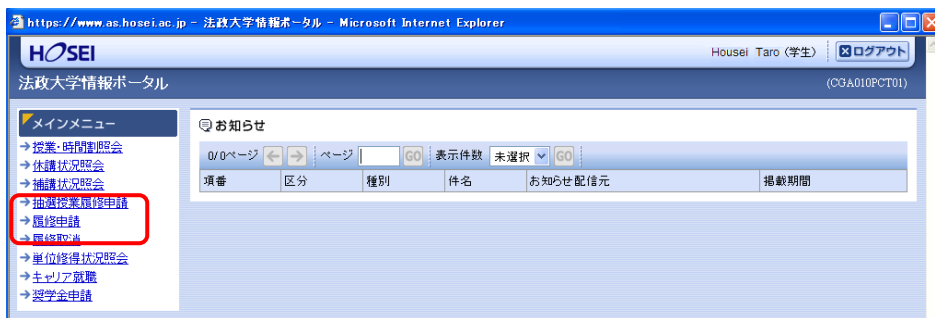 https://www.as.hosei.ac.jp - 法政大学情報ポータル - Microsoft Internet Explorer
HOSEI
Housei Taro (学生)
ログアウト
法政大学情報ポータル
(CGA010PCT01)
メインメニュー
お知らせ
→授業・時間割照会
→休講状況照会
→補講状況照会
→抽選授業履修申請
→履修申請
→履修取消
→単位修得状況照会
→キャリア就職
→奨学金申請
0/0ページ ← → ページ GO 表示件数 未選択 GO
項番 区分 種別 件名 お知らせ配信元 掲載期間